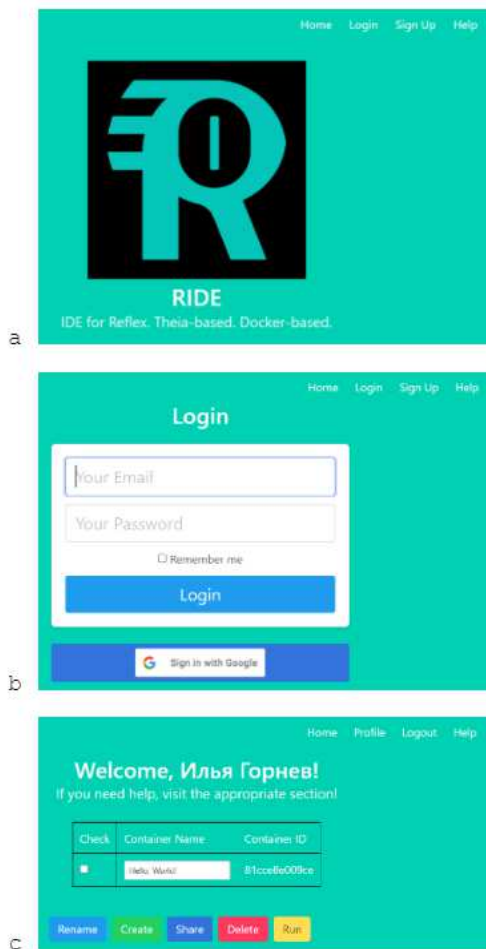 Home Login Sign Up Help
RIDE
IDE for Reflex. Theia-based. Docker-based.
a
Home Login Sign Up Help
Login
Your Email
Your Password
Remember me
Login
Sign in with Google
b
Home Profile Logout Help
Welcome, Илья Горнев!
If you need help, visit the appropriate section!
Check Container Name Container ID
Hello, World! 81cce8e009ce
Rename Create Share Delete Run
c